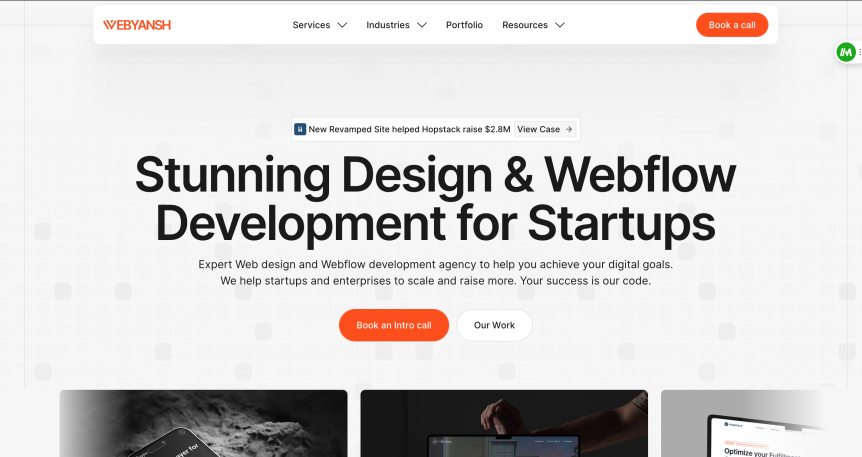 WEBYANSH
Services
Industries
Portfolio
Resources
Book a call
New Revamped Site helped Hopstack raise $2.8M View Case →
Stunning Design & Webflow
Development for Startups
Expert Web design and Webflow development agency to help you achieve your digital goals.
We help startups and enterprises to scale and raise more. Your success is our code.
Book an Intro call
Our Work
Optimize your Fulfillment